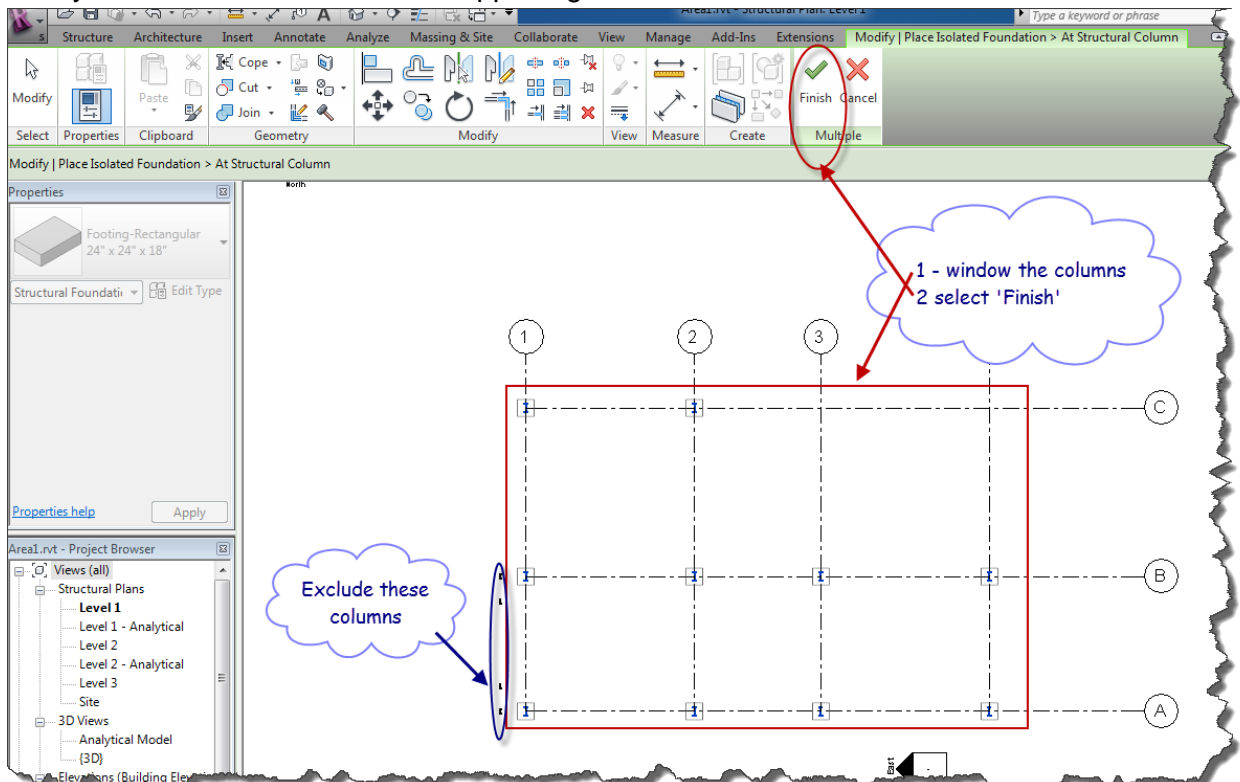 Area1.rvt - Structural Plan: Level 1
Type a keyword or phrase
Structure Architecture Insert Annotate Analyze Massing & Site Collaborate View Manage Add-Ins Extensions Modify | Place Isolated Foundation > At Structural Column
Modify
Paste
Cope
Cut
Join
Finish Cancel
Select Properties Clipboard Geometry Modify View Measure Create Multiple
Modify | Place Isolated Foundation > At Structural Column
Properties
Footing-Rectangular
24" x 24" x 18"
Structural Foundati
Edit Type
Properties help
Apply
Area1.rvt - Project Browser
Views (all)
Structural Plans
Level 1
Level 1 - Analytical
Level 2
Level 2 - Analytical
Level 3
Site
3D Views
Analytical Model
{3D}
Elevations (Building Elev
North
1 - window the columns
2 select 'Finish'
1
2
3
C
B
A
Exclude these
columns
East